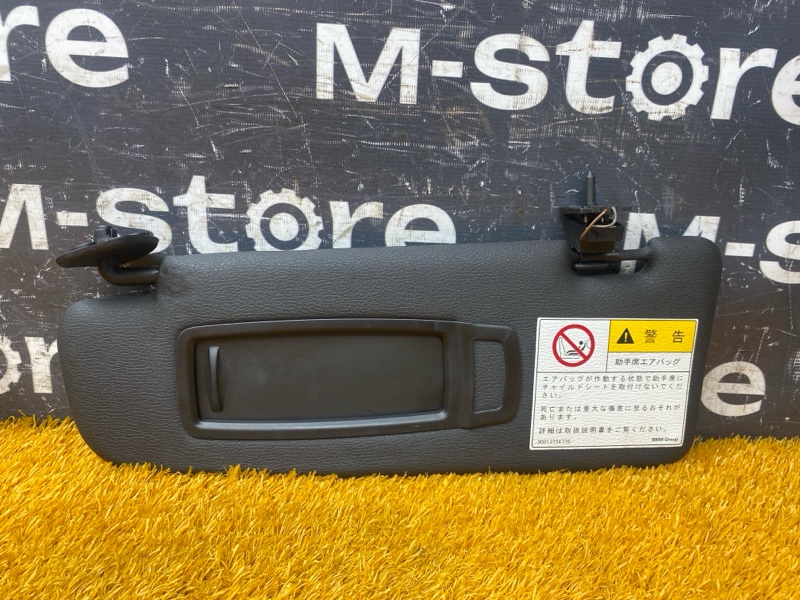 re
M-store
M-store
M-store
re
警告
助手席エアバッグ
エアバッグが作動する状態で助手席に
チャイルドシートを取付けないでくだ
さい。
死亡または重大な傷害に至るおそれが
あります。
詳細は取扱説明書をご覧ください。
BMW Group